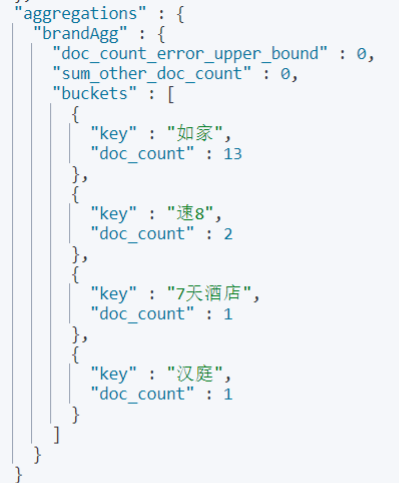 "aggregations" : {
"brandAgg" : {
"doc_count_error_upper_bound" : 0,
"sum_other_doc_count" : 0,
"buckets" : [
{
"key" : "如家",
"doc_count" : 13
},
{
"key" : "速8",
"doc_count" : 2
},
{
"key" : "7天酒店",
"doc_count" : 1
},
{
"key" : "汉庭",
"doc_count" : 1
}
]
}
}